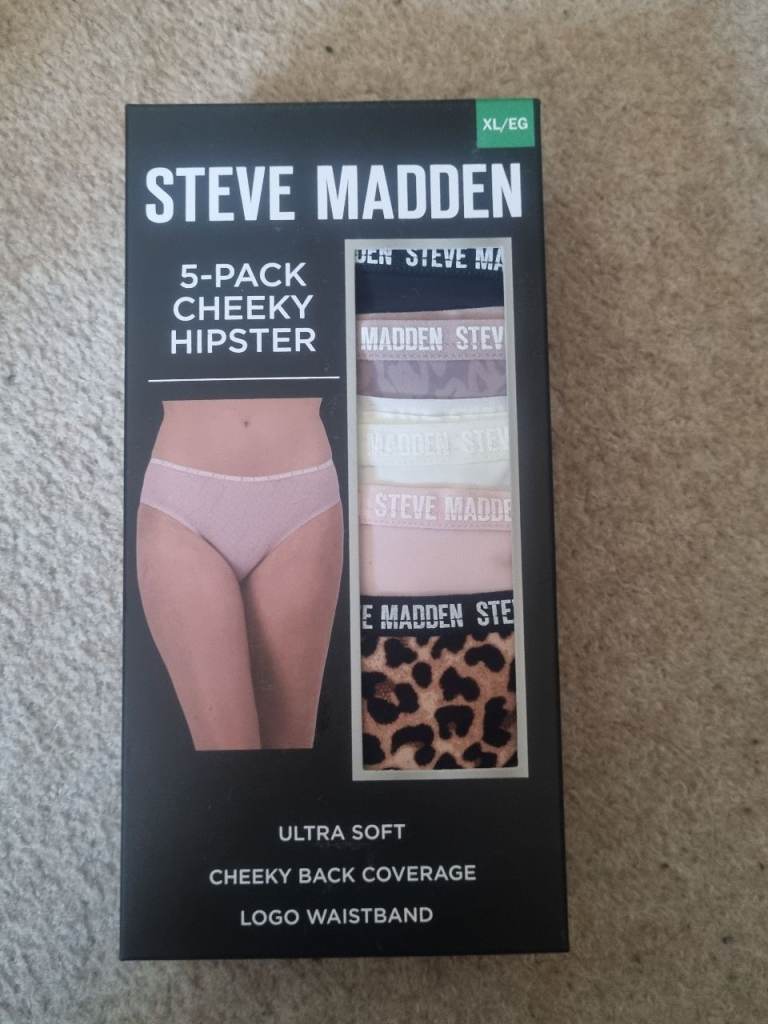 XL/EG
STEVE MADDEN
5-PACK
CHEEKY
HIPSTER
DEN STEVE MA
MADDEN STEV
MADDEN STEV
STEVE MADDE
E MADDEN STE
ULTRA SOFT
CHEEKY BACK COVERAGE
LOGO WAISTBAND